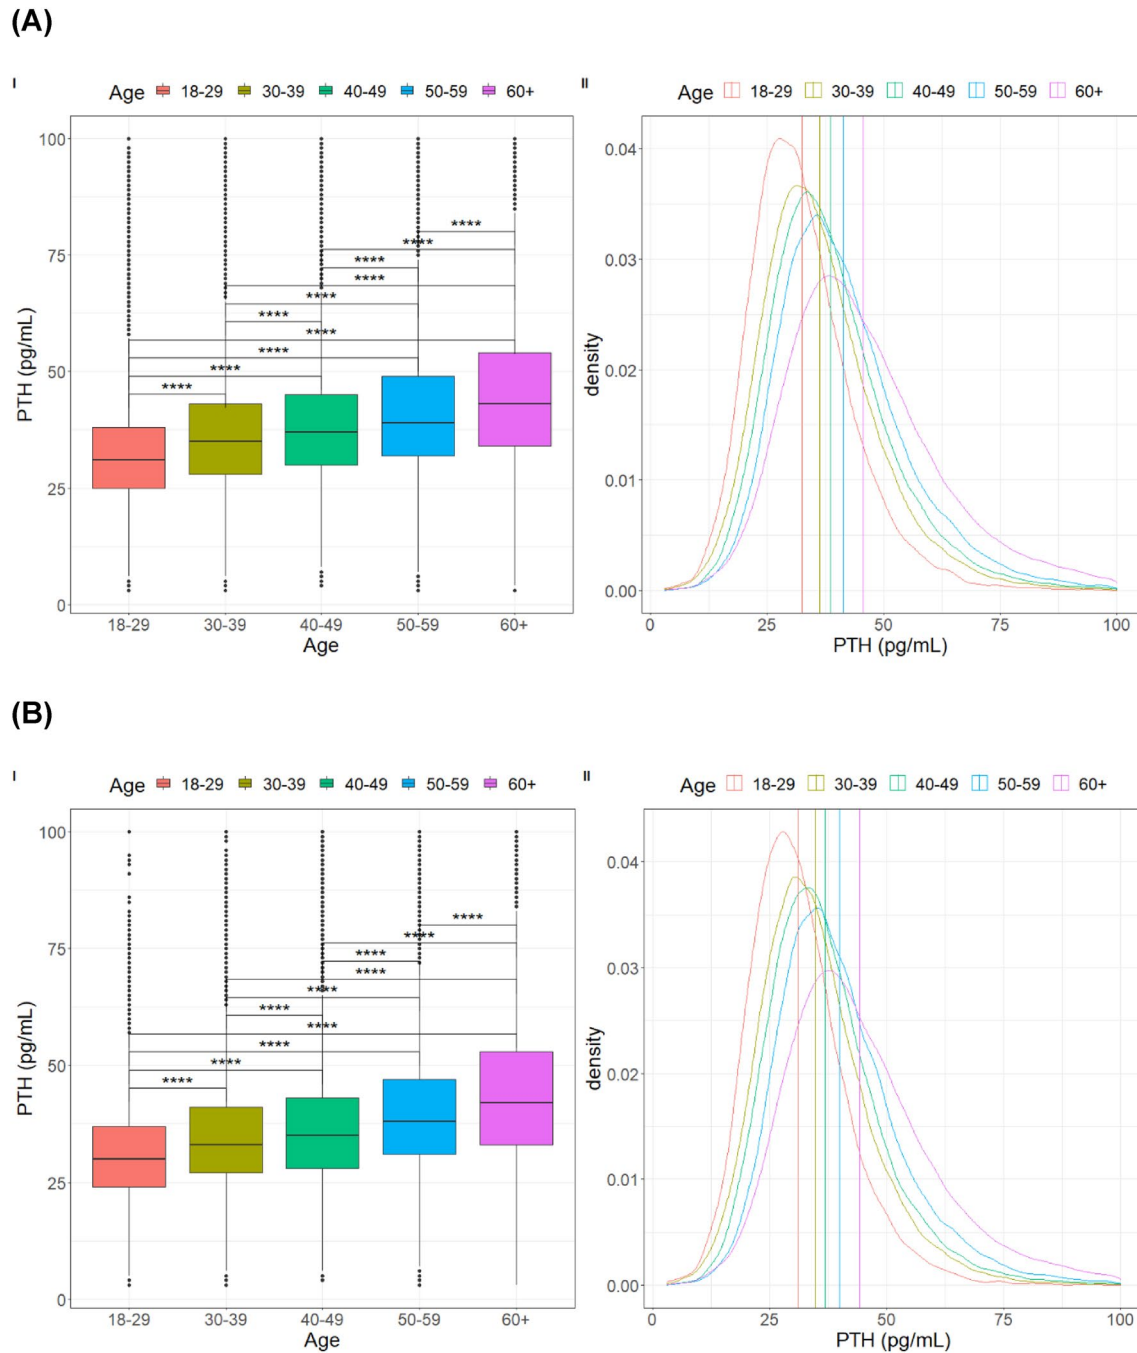 (A)
I
Age 18-29 30-39 40-49 50-59 60+
100
75
50
25
0
PTH (pg/mL)
****
****
****
****
****
****
****
****
****
****
18-29 30-39 40-49 50-59 60+
Age
II
Age 18-29 30-39 40-49 50-59 60+
0.04
0.03
0.02
0.01
0.00
density
0 25 50 75 100
PTH (pg/mL)
(B)
I
Age 18-29 30-39 40-49 50-59 60+
100
75
50
25
0
PTH (pg/mL)
****
****
****
****
****
****
****
****
****
****
18-29 30-39 40-49 50-59 60+
Age
II
Age 18-29 30-39 40-49 50-59 60+
0.04
0.03
0.02
0.01
0.00
density
0 25 50 75 100
PTH (pg/mL)